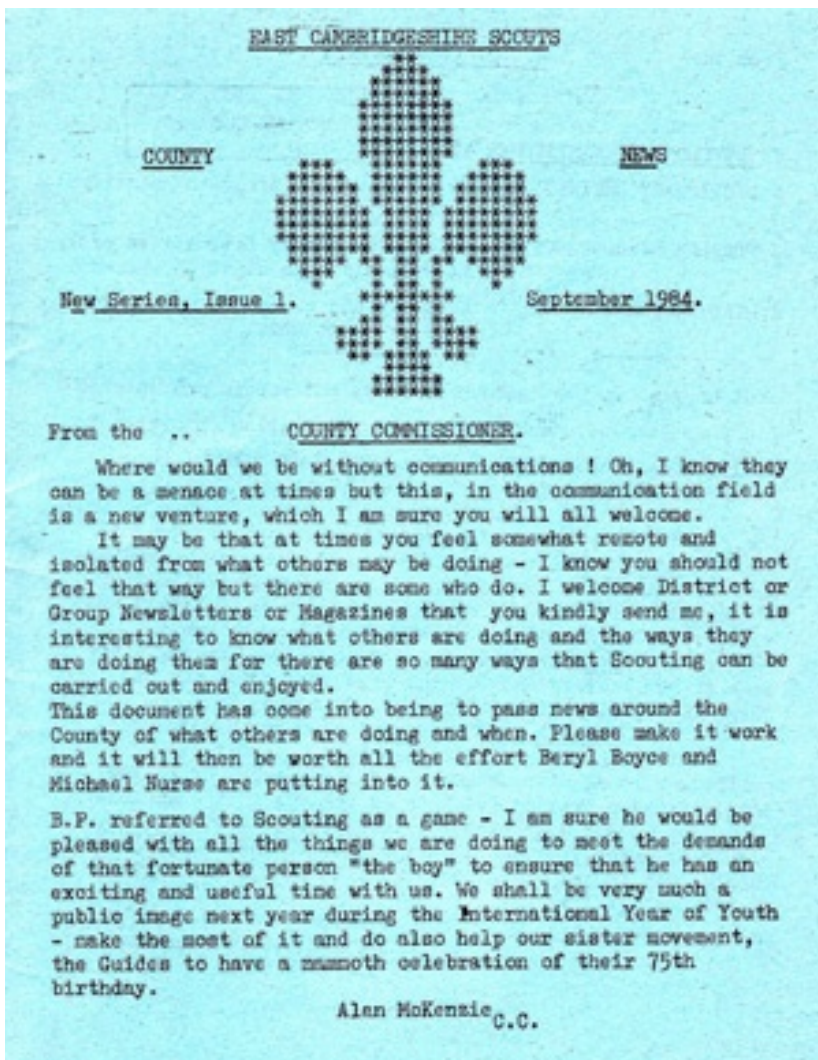 EAST CAMBRIDGESHIRE SCOUTS
COUNTY NEWS
New Series, Issue 1. September 1984.
From the .. COUNTY COMMISSIONER.
Where would we be without communications ! Oh, I know they
can be a menace at times but this, in the communication field
is a new venture, which I am sure you will all welcome.
It may be that at times you feel somewhat remote and
isolated from what others may be doing - I know you should not
feel that way but there are some who do. I welcome District or
Group Newsletters or Magazines that you kindly send me, it is
interesting to know what others are doing and the ways they
are doing them for there are so many ways that Scouting can be
carried out and enjoyed.
This document has come into being to pass news around the
County of what others are doing and when. Please make it work
and it will then be worth all the effort Beryl Boyce and
Michael Nurse are putting into it.
B.P. referred to Scouting as a game - I am sure he would be
pleased with all the things we are doing to meet the demands
of that fortunate person "the boy" to ensure that he has an
exciting and useful time with us. We shall be very much a
public image next year during the International Year of Youth
- make the most of it and do also help our sister movement,
the Guides to have a mammoth celebration of their 75th
birthday.
Alan McKenzie
C.C.